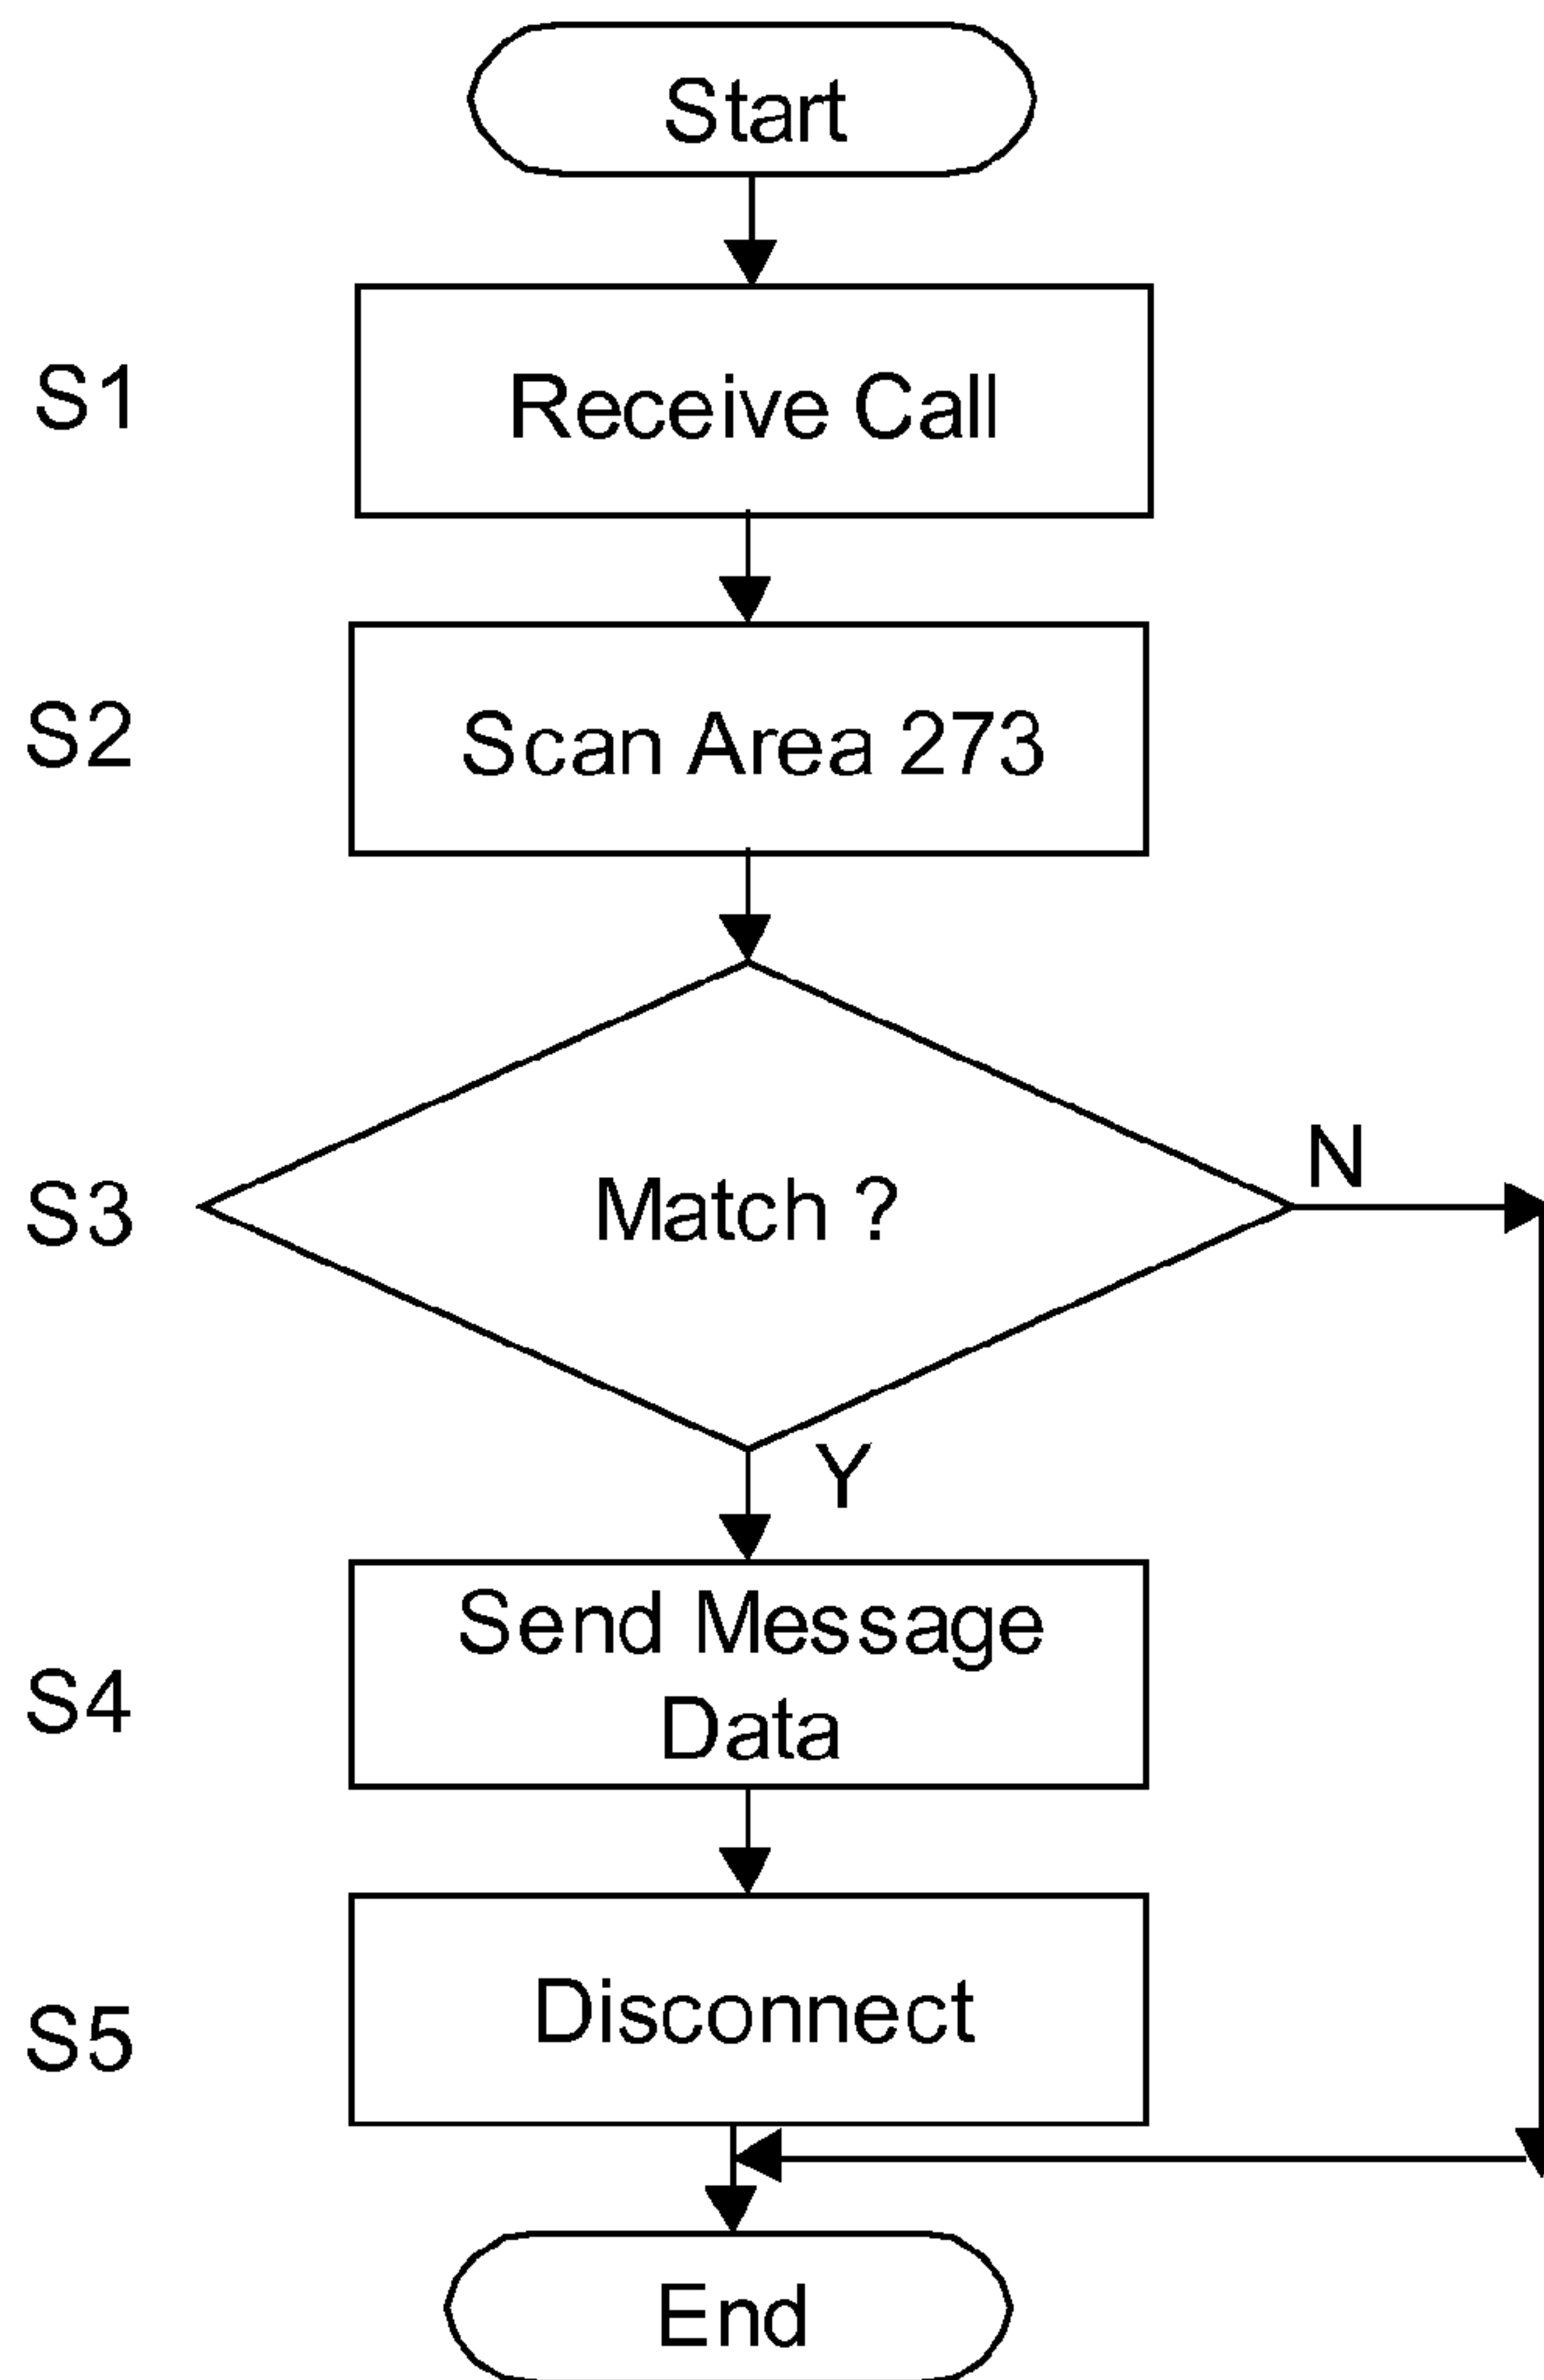 Start
S1
Receive Call
S2
Scan Area 273
S3
Match ?
N
Y
S4
Send Message
Data
S5
Disconnect
End